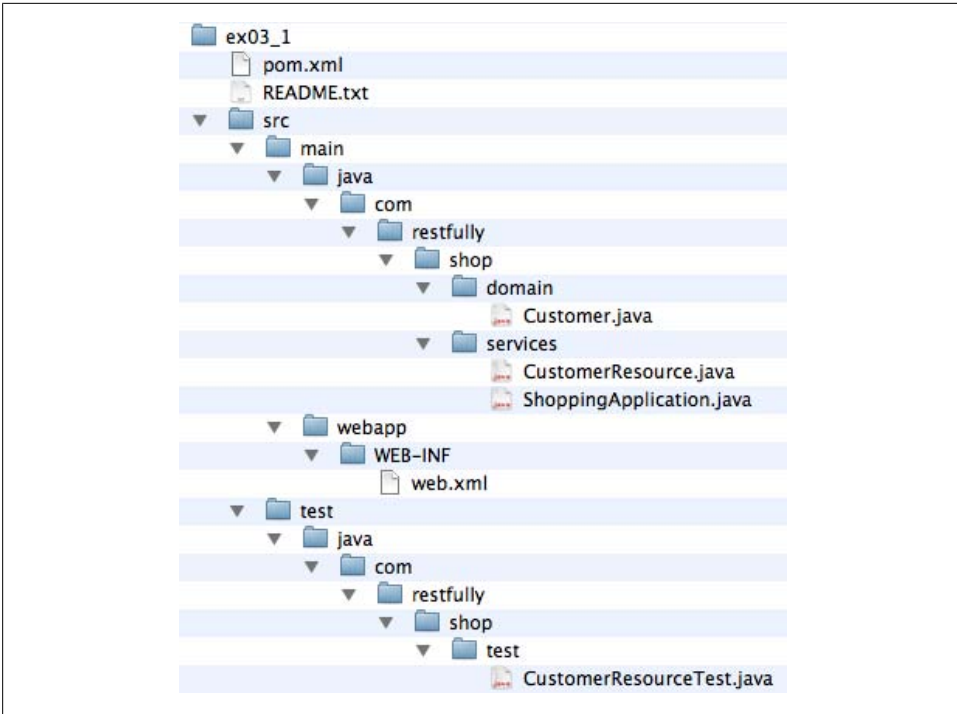 ex03_1
pom.xml
README.txt
src
main
java
com
restfully
shop
domain
Customer.java
services
CustomerResource.java
ShoppingApplication.java
webapp
WEB-INF
web.xml
test
java
com
restfully
shop
test
CustomerResourceTest.java